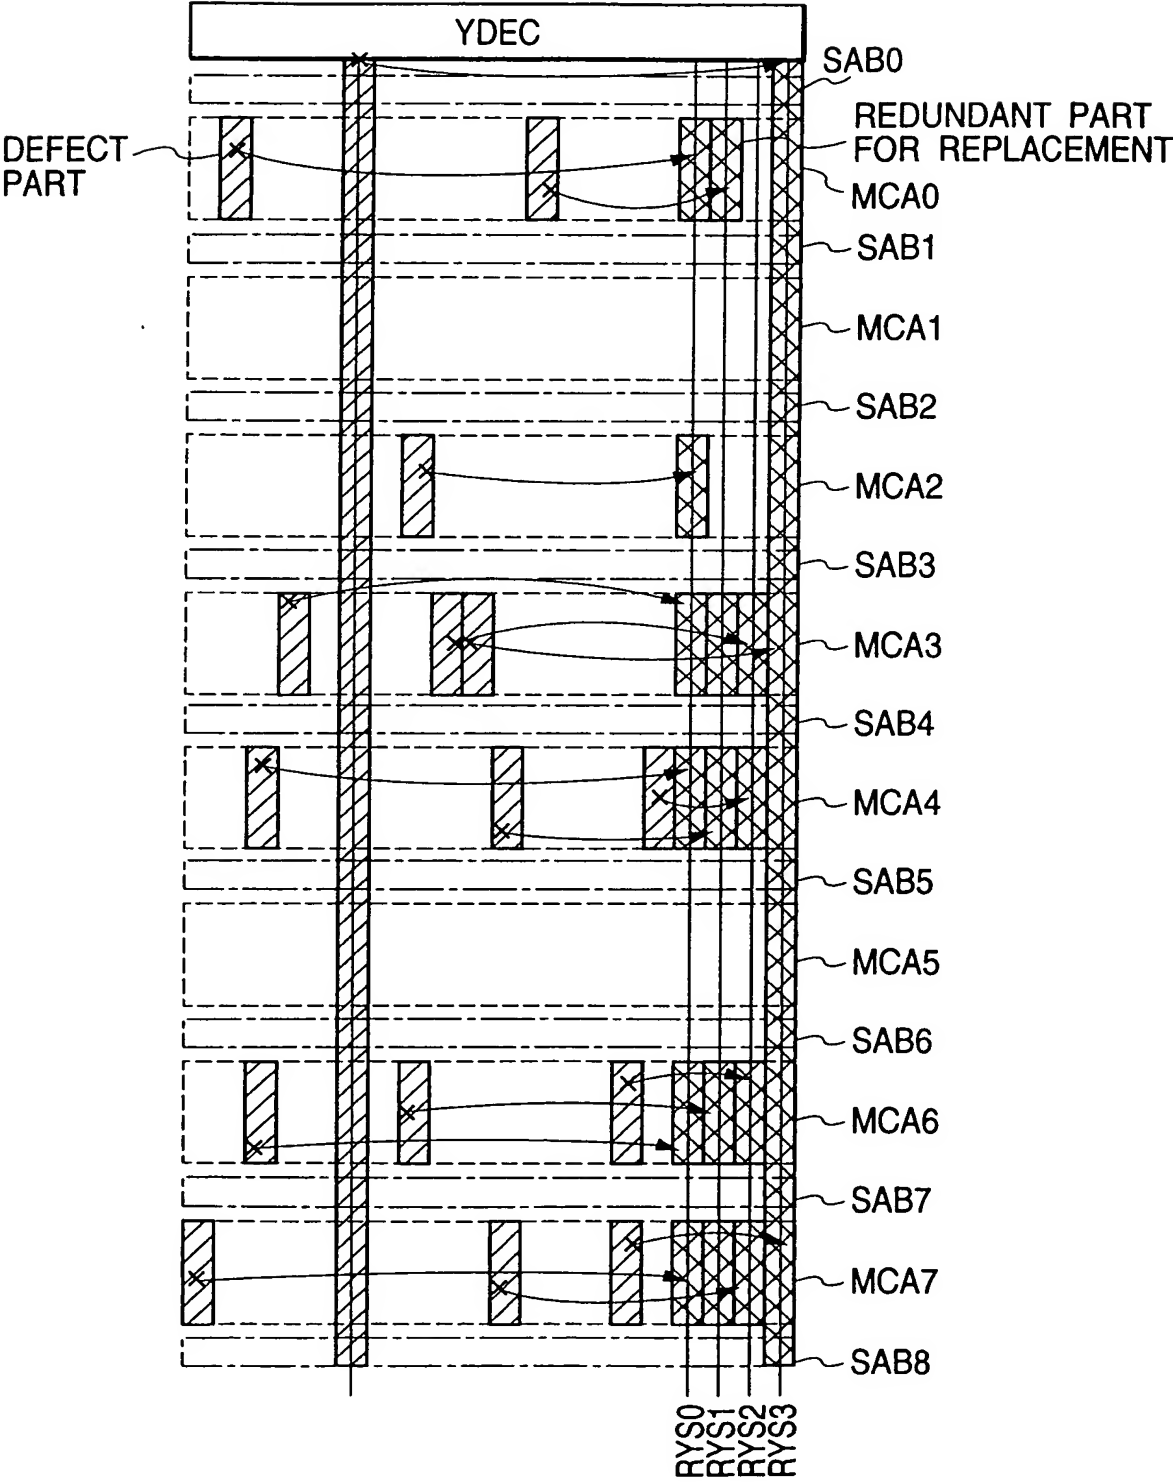 YDEC
SAB0
REDUNDANT PART
FOR REPLACEMENT
DEFECT
PART
MCA0
SAB1
MCA1
SAB2
MCA2
SAB3
MCA3
SAB4
MCA4
SAB5
MCA5
SAB6
MCA6
SAB7
MCA7
SAB8
RYS0
RYS1
RYS2
RYS3